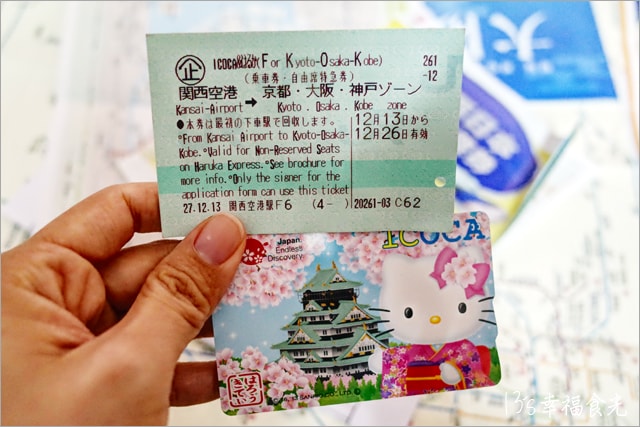 企
ICOCA&はるか(For Kyoto-Osaka-Kobe) 261
(乗車券・自由席特急券) -12
関西空港 ➡ 京都・大阪・神戸ゾーン
Kansai-Airport Kyoto . Osaka . Kobe zone
●本券は最初の下車駅で回収します。 12月13日から
°From Kansai Airport to Kyoto-Osaka- 12月26日有効
Kobe.°Valid for Non-Reserved Seats
on Haruka Express.°See brochure for
more info.°Only the signer for the
application form can use this ticket
27.12.13 関西空港駅F6 (4- ) 20261-03 C62
ICOCA
Japan.
Endless
Discovery.
136幸福食光